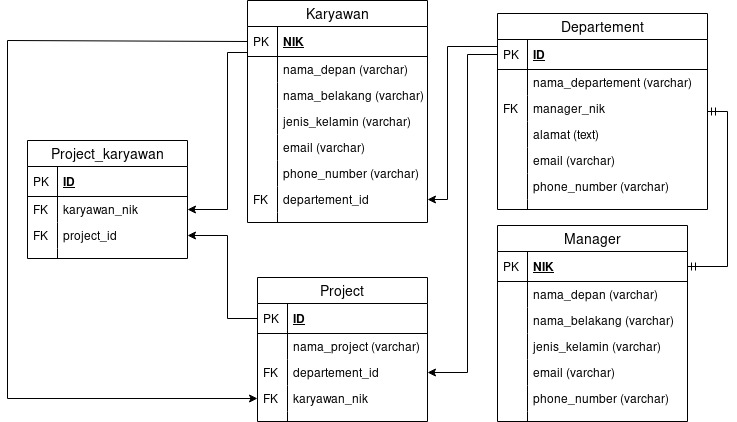 Karyawan
PK NIK
nama_depan (varchar)
nama_belakang (varchar)
jenis_kelamin (varchar)
email (varchar)
phone_number (varchar)
FK departement_id
Departement
PK ID
nama_departement (varchar)
FK manager_nik
alamat (text)
email (varchar)
phone_number (varchar)
Project_karyawan
PK ID
FK karyawan_nik
FK project_id
Manager
PK NIK
nama_depan (varchar)
nama_belakang (varchar)
jenis_kelamin (varchar)
email (varchar)
phone_number (varchar)
Project
PK ID
nama_project (varchar)
FK departement_id
FK karyawan_nik